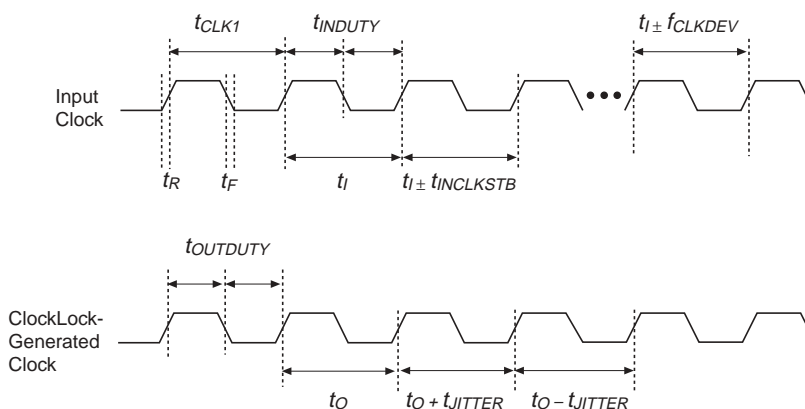 tCLK1 tINDUTY tI ± fCLKDEV
Input
Clock
tR tF tI tI ± tINCLKSTB
tOUTDUTY
ClockLock-
Generated
Clock
tO tO + tJITTER tO – tJITTER